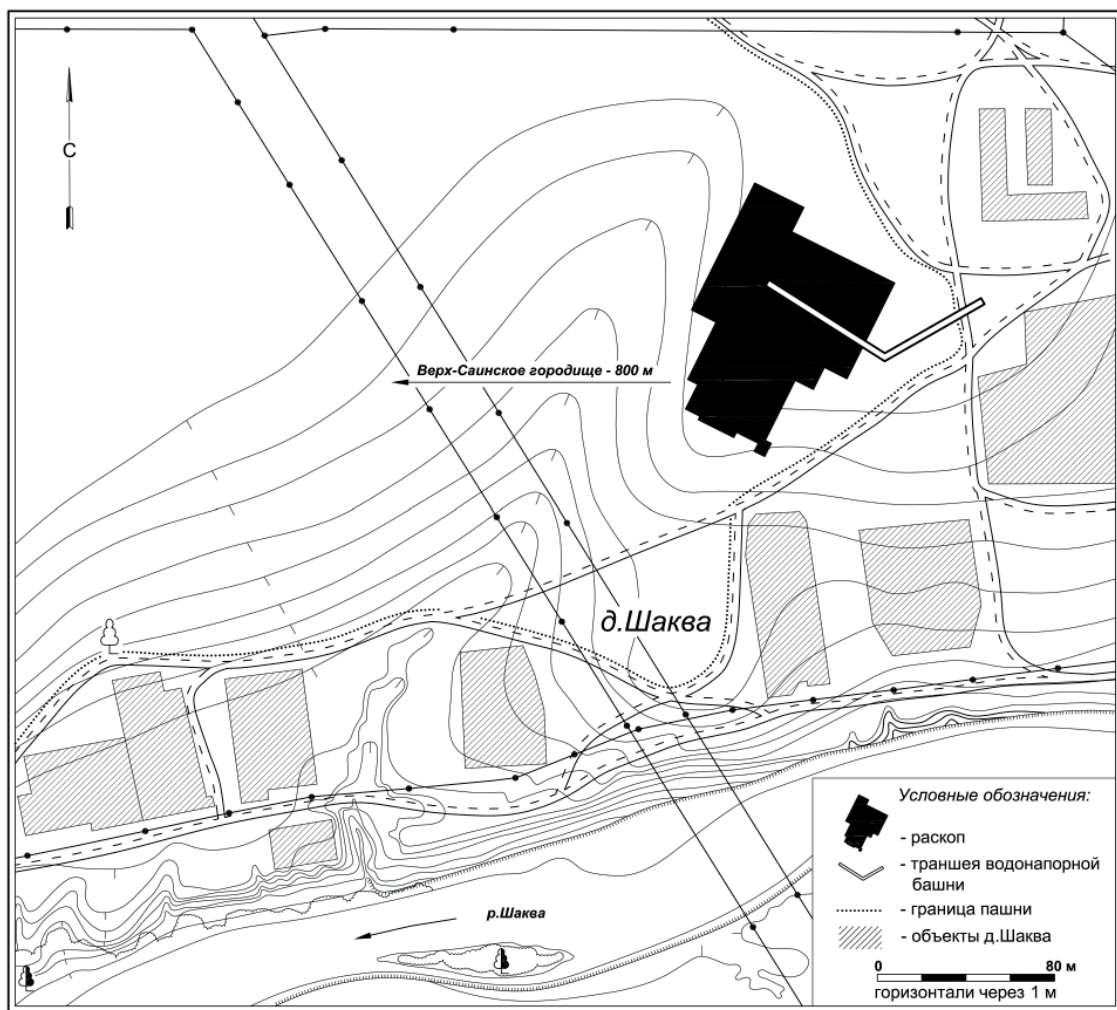 С
Верх-Саинское городище - 800 м
д.Шаква
р.Шаква
Условные обозначения:
- раскоп
- траншея водонапорной
башни
- граница пашни
- объекты д.Шаква
0 80 м
горизонтали через 1 м